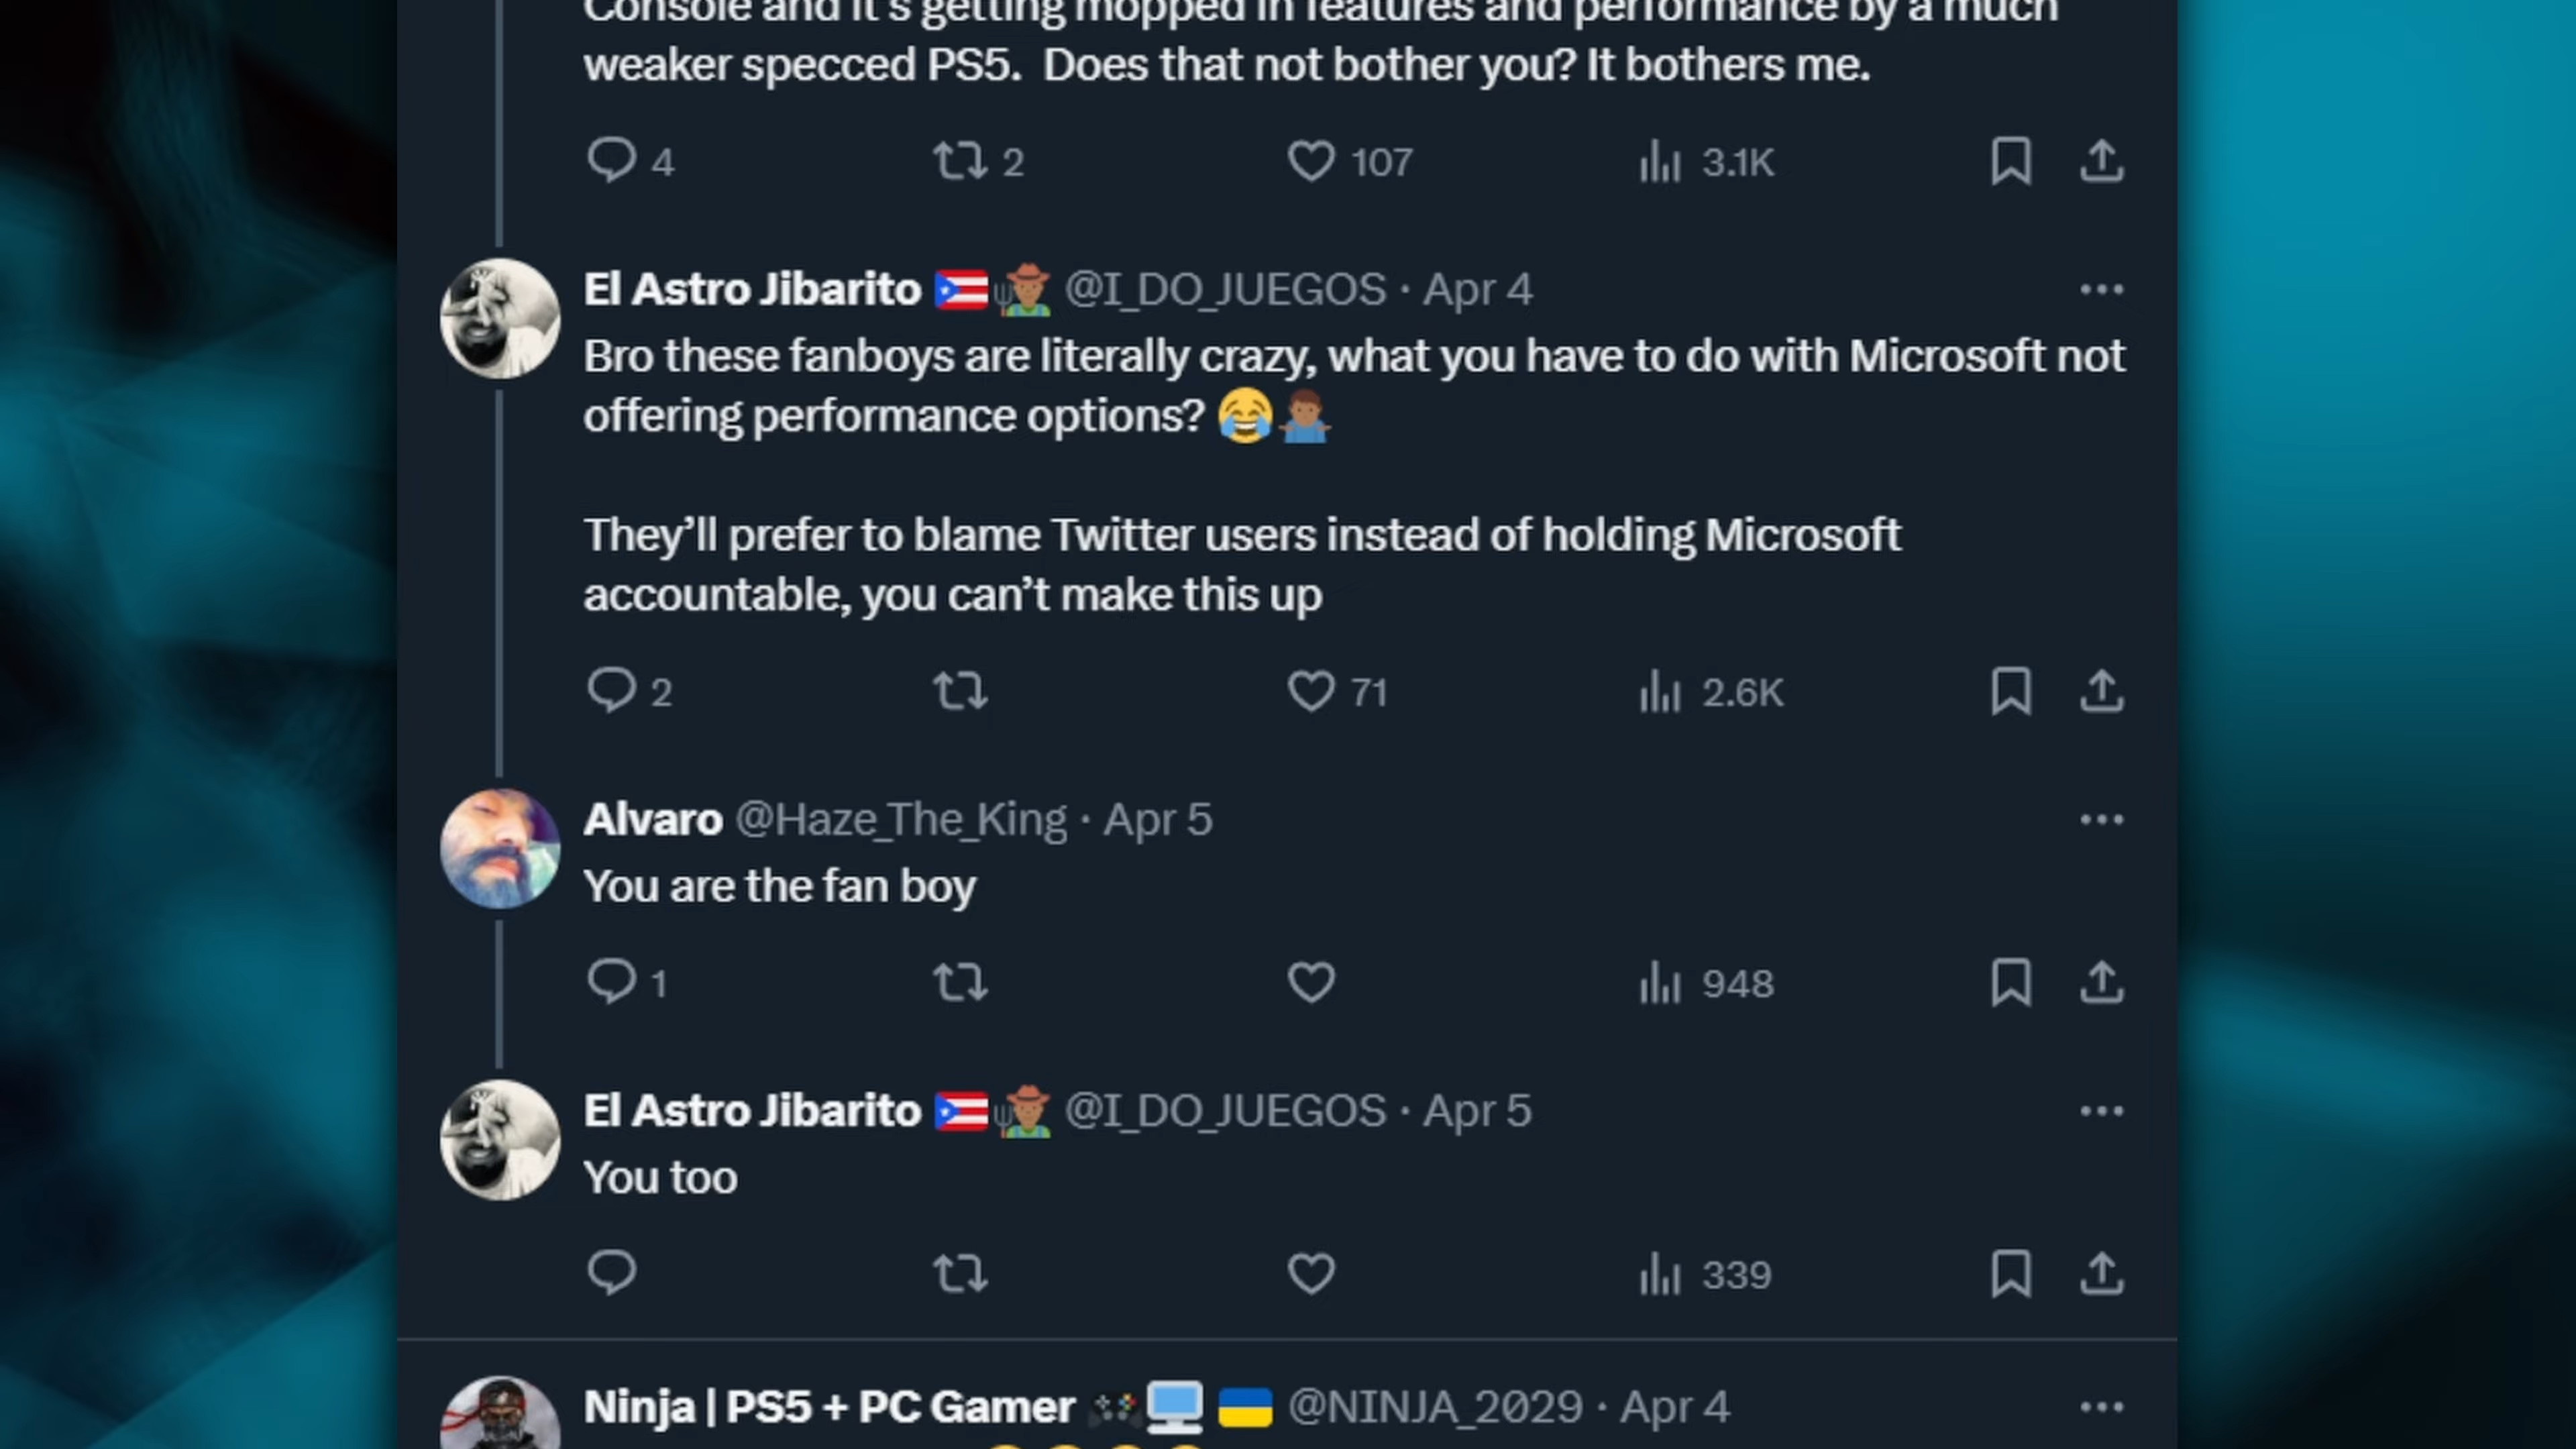 Console and it's getting mopped in features and performance by a much
weaker specced PS5. Does that not bother you? It bothers me.
4 2 107 3.1K
El Astro Jibarito 🇵🇷👨🏽‍🌾 @I_DO_JUEGOS · Apr 4
Bro these fanboys are literally crazy, what you have to do with Microsoft not
offering performance options? 😂🤷🏽‍♂️
They’ll prefer to blame Twitter users instead of holding Microsoft
accountable, you can’t make this up
2 71 2.6K
Alvaro @Haze_The_King · Apr 5
You are the fan boy
1 948
El Astro Jibarito 🇵🇷👨🏽‍🌾 @I_DO_JUEGOS · Apr 5
You too
339
Ninja | PS5 + PC Gamer 🎮🖥️ 🇺🇦 @NINJA_2029 · Apr 4